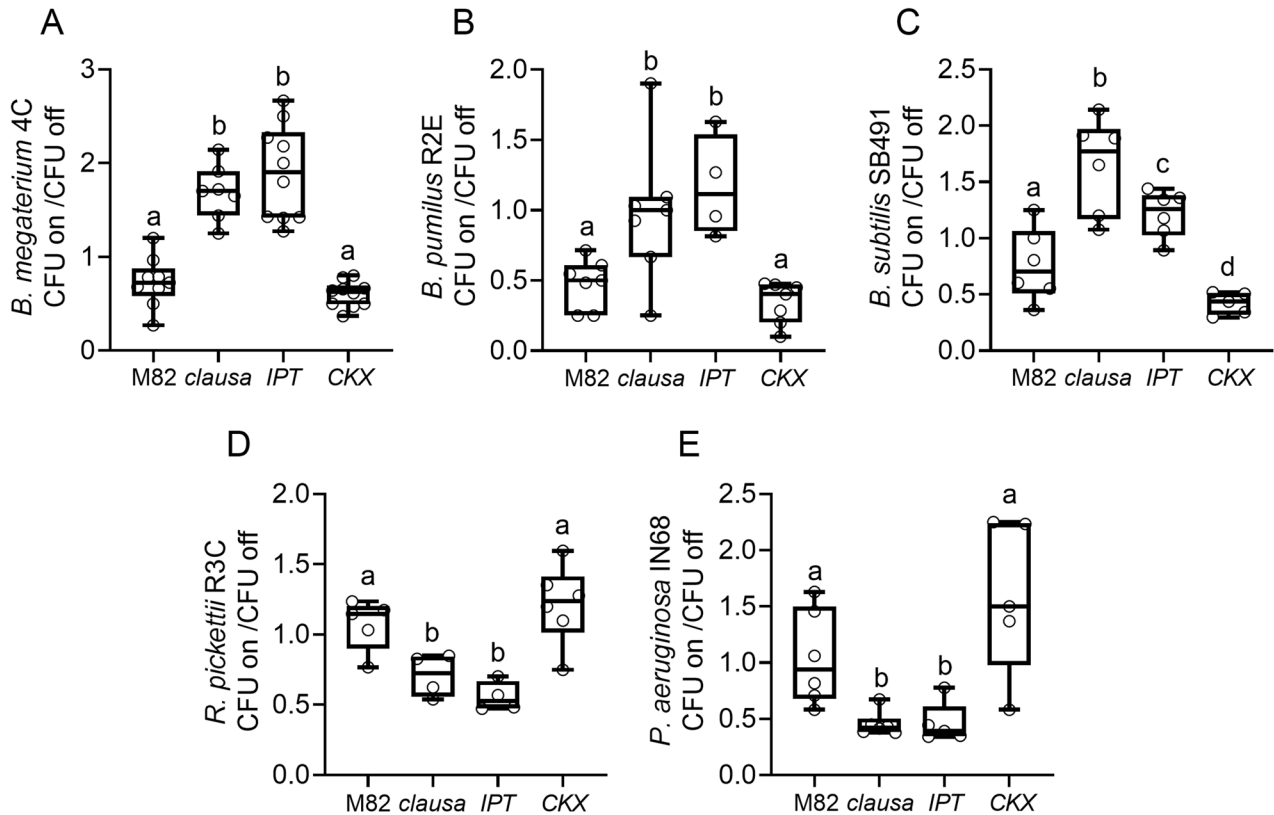 A
B. megaterium 4C
CFU on /CFU off
3
2
1
0
a
b
b
a
M82 clausa IPT CKX
B
B. pumilus R2E
CFU on /CFU off
2.0
1.5
1.0
0.5
0.0
a
b
b
a
M82 clausa IPT CKX
C
B. subtilis SB491
CFU on /CFU off
2.5
2.0
1.5
1.0
0.5
0.0
a
b
c
d
M82 clausa IPT CKX
D
R. pickettii R3C
CFU on /CFU off
2.0
1.5
1.0
0.5
0.0
a
b
b
a
M82 clausa IPT CKX
E
P. aeruginosa IN68
CFU on /CFU off
2.5
2.0
1.5
1.0
0.5
0.0
a
b
b
a
M82 clausa IPT CKX